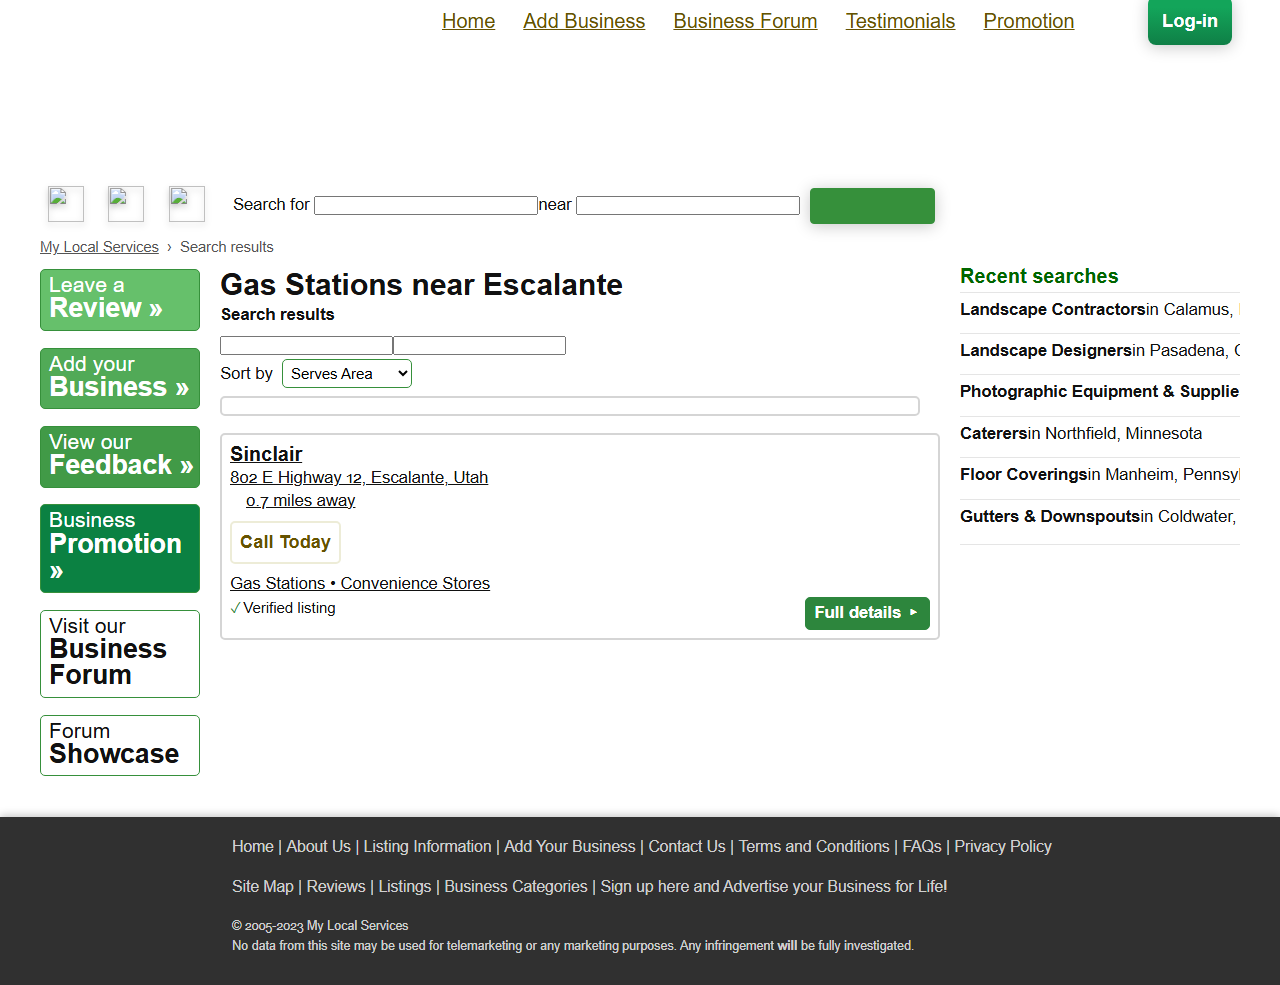 Home Add Business Business Forum Testimonials Promotion Log-in
Search for near
My Local Services › Search results
Leave a
Review »
Add your
Business »
View our
Feedback »
Business
Promotion
»
Visit our
Business
Forum
Forum
Showcase
Gas Stations near Escalante
Search results
Sort by Serves Area
Sinclair
802 E Highway 12, Escalante, Utah
0.7 miles away
Call Today
Gas Stations • Convenience Stores
✓ Verified listing
Full details ►
Recent searches
Landscape Contractorsin Calamus,
Landscape Designersin Pasadena,
Photographic Equipment & Supplie
Caterersin Northfield, Minnesota
Floor Coveringsin Manheim, Pennsyl
Gutters & Downspoutsin Coldwater,
Home | About Us | Listing Information | Add Your Business | Contact Us | Terms and Conditions | FAQs | Privacy Policy
Site Map | Reviews | Listings | Business Categories | Sign up here and Advertise your Business for Life!
© 2005-2023 My Local Services
No data from this site may be used for telemarketing or any marketing purposes. Any infringement will be fully investigated.